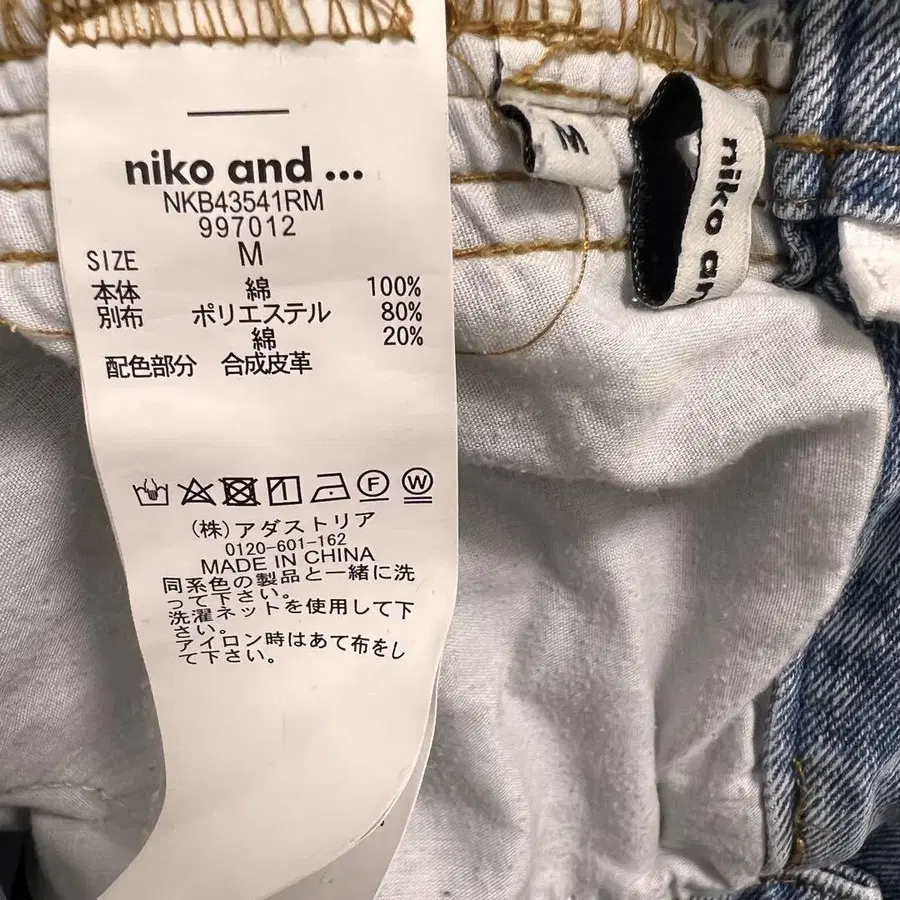 niko and ...
NKB43541RM
997012
SIZE M
本体 綿 100%
別布 ポリエステル 80%
綿 20%
配色部分 合成皮革
(株)アダストリア
0120-601-162
MADE IN CHINA
同系色の製品と一緒に洗
って下さい。
洗濯ネットを使用して下
さい。
アイロン時はあて布をし
て下さい。
M
niko an